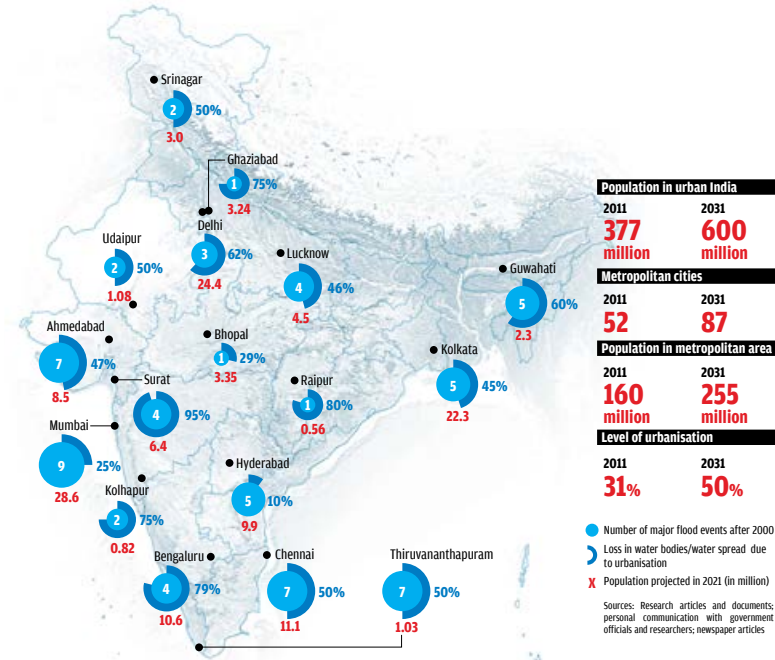 Srinagar
2
50%
3.0
Ghaziabad
1
75%
3.24
Delhi
3
62%
24.4
Udaipur
2
50%
1.08
Lucknow
4
46%
4.5
Guwahati
5
60%
2.3
Ahmedabad
7
47%
8.5
Bhopal
1
29%
3.35
Kolkata
5
45%
22.3
Surat
4
95%
6.4
Raipur
1
80%
0.56
Mumbai
9
25%
28.6
Hyderabad
5
10%
9.9
Kolhapur
2
75%
0.82
Bengaluru
4
79%
10.6
Chennai
7
50%
11.1
Thiruvananthapuram
7
50%
1.03
Population in urban India
2011 2031
377 600
million million
Metropolitan cities
2011 2031
52 87
Population in metropolitan area
2011 2031
160 255
million million
Level of urbanisation
2011 2031
31% 50%
Number of major flood events after 2000
Loss in water bodies/water spread due
to urbanisation
X Population projected in 2021 (in million)
Sources: Research articles and documents;
personal communication with government
officials and researchers; newspaper articles